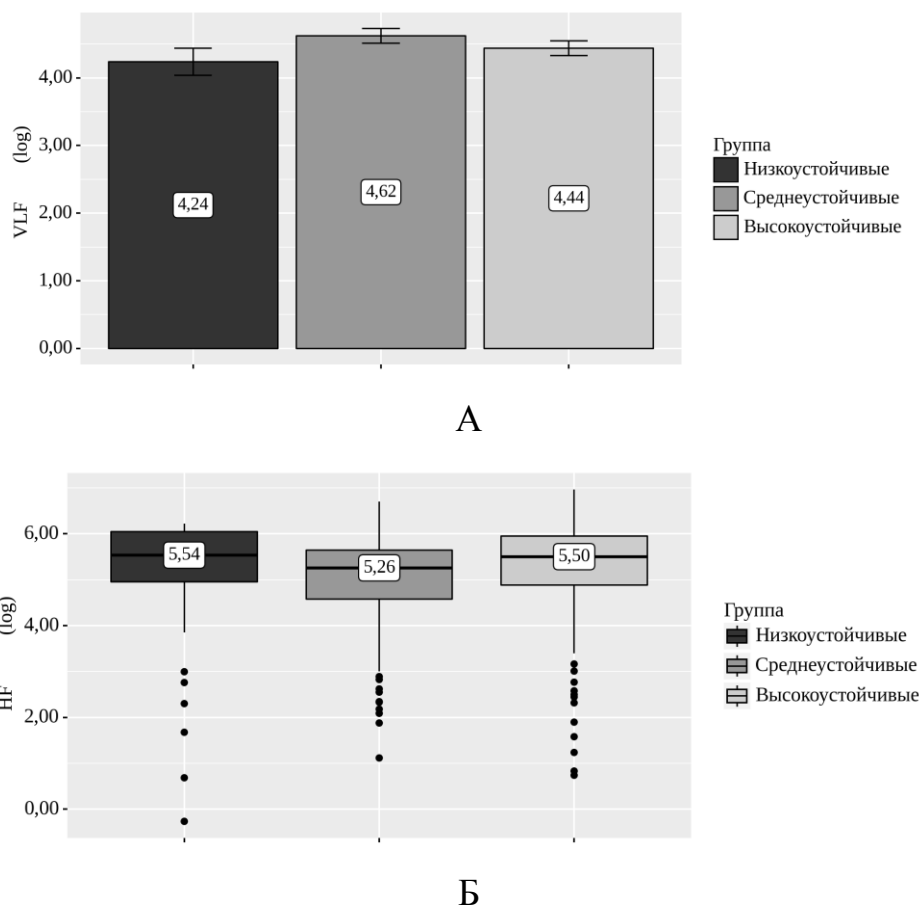 4,00
3,00
2,00
1,00
0,00
VLF (log)
4,24
4,62
4,44
Группа
Низкоустойчивые
Среднеустойчивые
Высокоустойчивые
А
6,00
4,00
2,00
0,00
HF (log)
5,54
5,26
5,50
Группа
Низкоустойчивые
Среднеустойчивые
Высокоустойчивые
Б